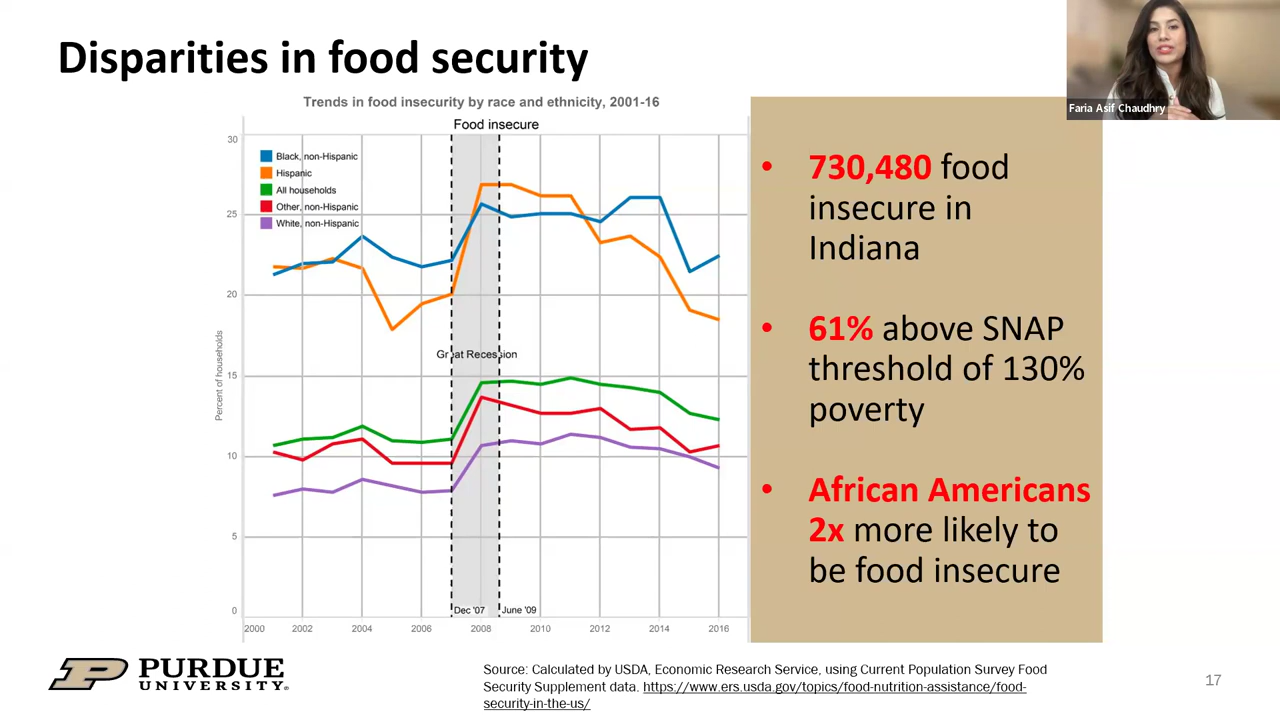 Disparities in food security
Faria Asif Chaudhry
Trends in food insecurity by race and ethnicity, 2001-16
Food insecure
30
25
20
15
10
5
0
Percent of households
Black, non-Hispanic
Hispanic
All households
Other, non-Hispanic
White, non-Hispanic
Great Recession
Dec '07
June '09
2000
2002
2004
2006
2008
2010
2012
2014
2016
• 730,480 food
insecure in
Indiana
• 61% above SNAP
threshold of 130%
poverty
• African Americans
2x more likely to
be food insecure
PURDUE
UNIVERSITY®
Source: Calculated by USDA, Economic Research Service, using Current Population Survey Food
Security Supplement data. https://www.ers.usda.gov/topics/food-nutrition-assistance/food-
security-in-the-us/
17